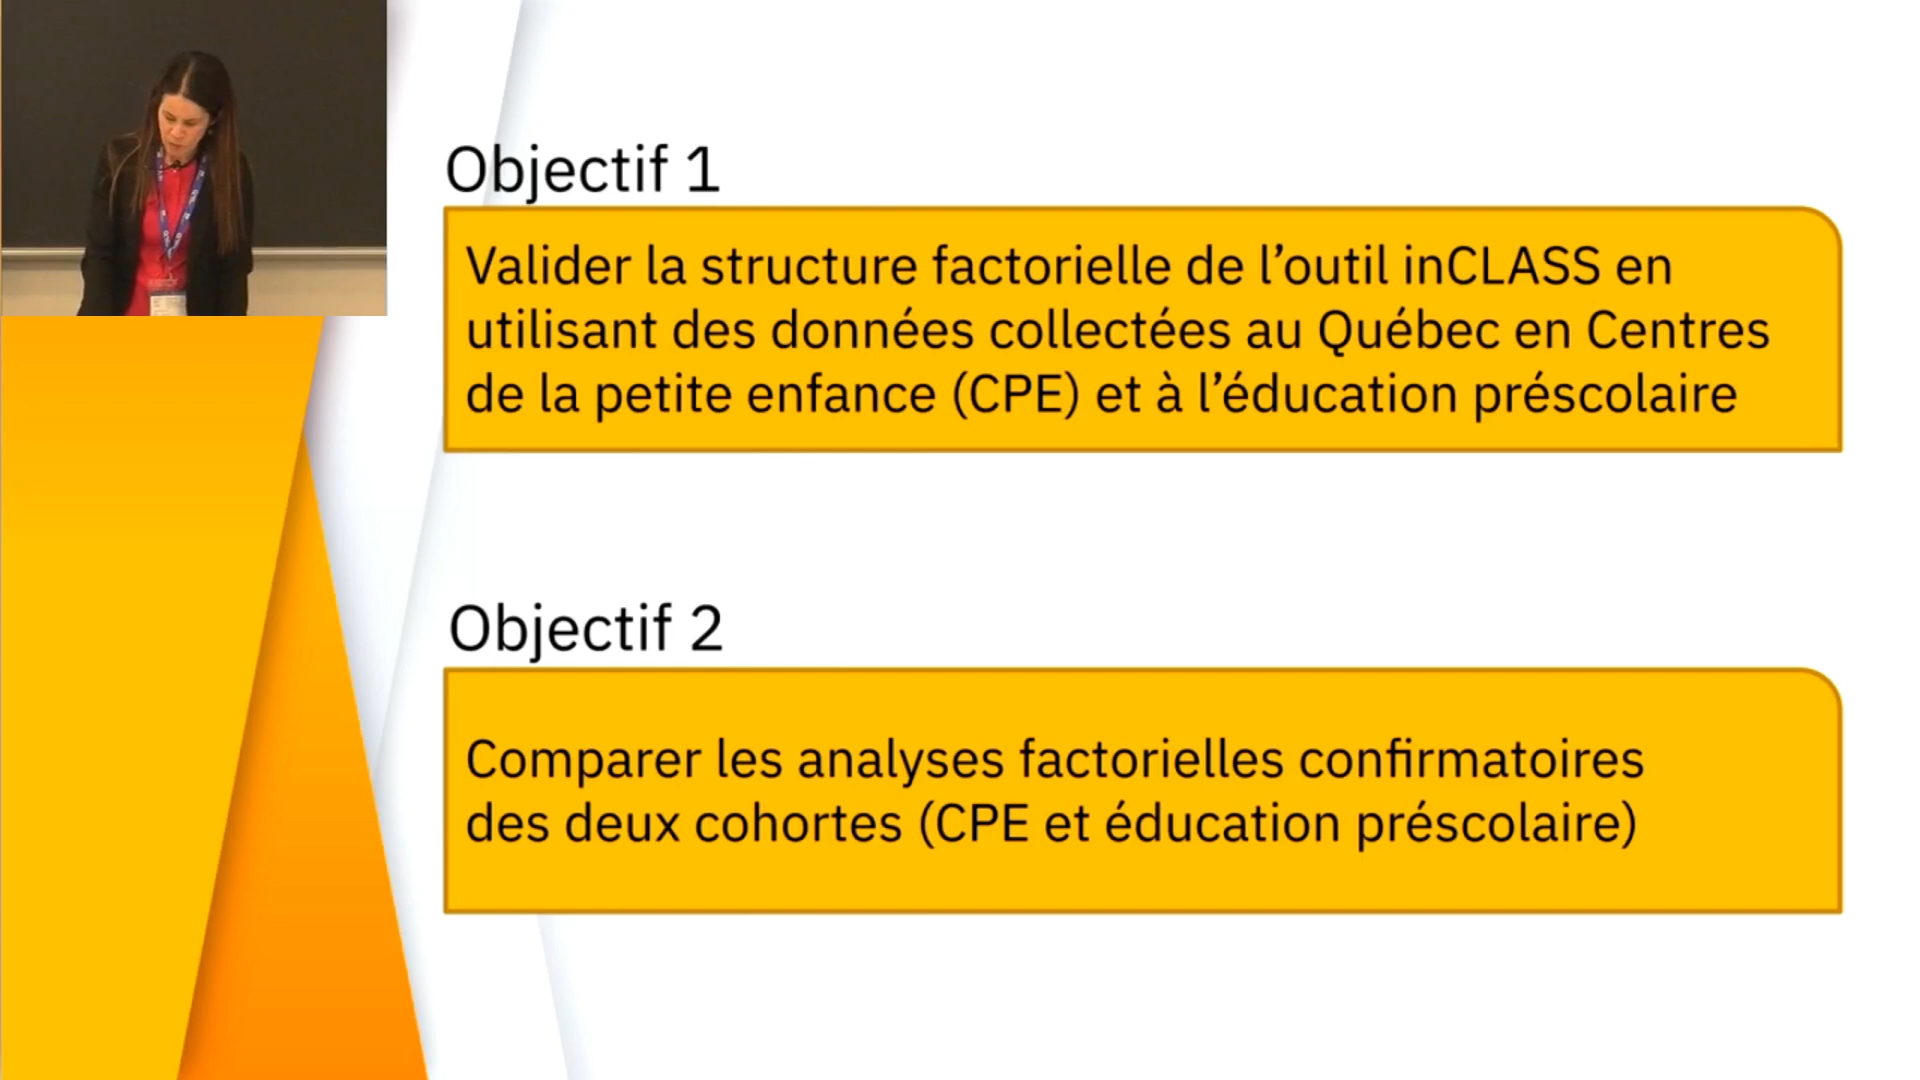 Objectif 1
Valider la structure factorielle de l’outil inCLASS en
utilisant des données collectées au Québec en Centres
de la petite enfance (CPE) et à l’éducation préscolaire
Objectif 2
Comparer les analyses factorielles confirmatoires
des deux cohortes (CPE et éducation préscolaire)